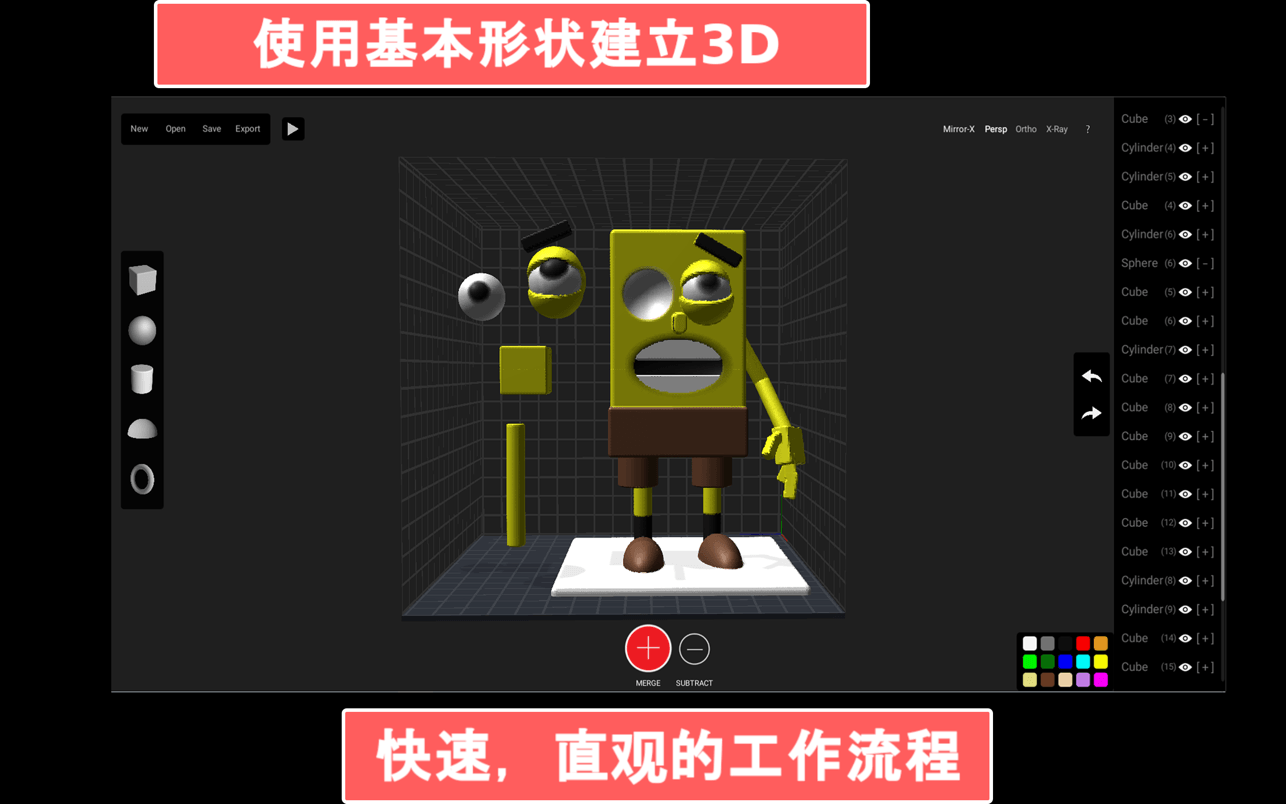 使用基本形状建立3D
New Open Save Export
Mirror-X Persp Ortho X-Ray ?
Cube (3) [-]
Cylinder(4) [+]
Cylinder(5) [+]
Cube (4) [+]
Cylinder(6) [+]
Sphere (6) [-]
Cube (5) [+]
Cube (6) [+]
Cylinder(7) [+]
Cube (7) [+]
Cube (8) [+]
Cube (9) [+]
Cube (10) [+]
Cube (11) [+]
Cube (12) [+]
Cube (13) [+]
Cylinder(8) [+]
Cylinder(9) [+]
Cube (14) [+]
Cube (15) [+]
MERGE SUBTRACT
快速，直观的工作流程